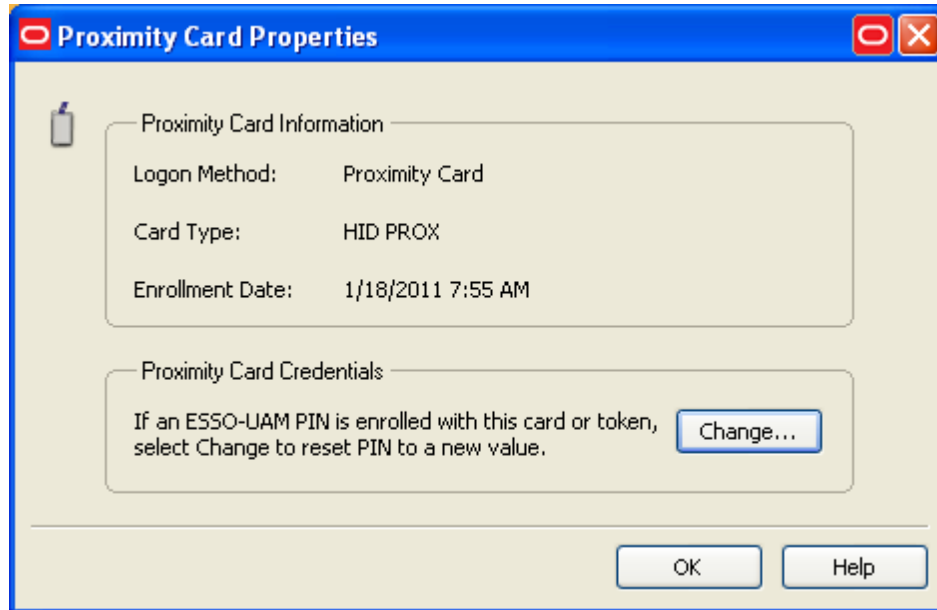 Proximity Card Properties
Proximity Card Information
Logon Method: Proximity Card
Card Type: HID PROX
Enrollment Date: 1/18/2011 7:55 AM
Proximity Card Credentials
If an ESSO-UAM PIN is enrolled with this card or token,
select Change to reset PIN to a new value.
Change...
OK Help